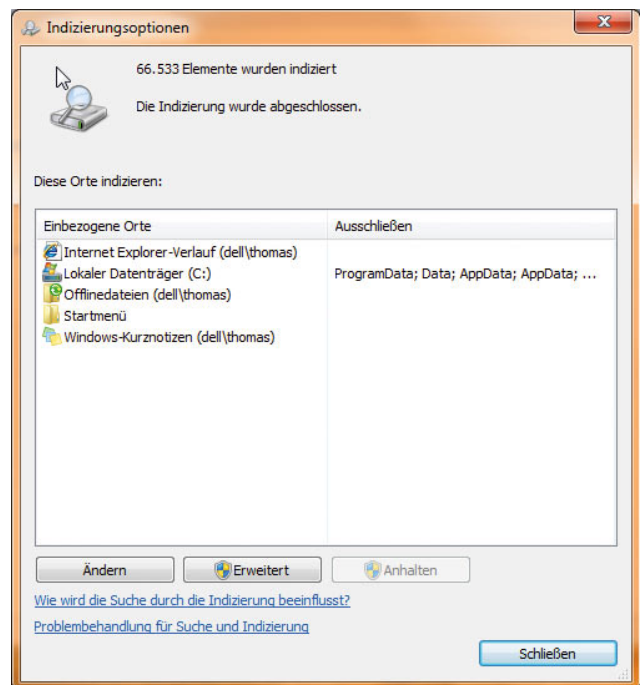 Indizierungsoptionen
66.533 Elemente wurden indiziert
Die Indizierung wurde abgeschlossen.
Diese Orte indizieren:
Einbezogene Orte Ausschließen
Internet Explorer-Verlauf (dell\thomas)
Lokaler Datenträger (C:) ProgramData; Data; AppData; AppData; ...
Offlinedateien (dell\thomas)
Startmenü
Windows-Kurznotizen (dell\thomas)
Ändern Erweitert Anhalten
Wie wird die Suche durch die Indizierung beeinflusst?
Problembehandlung für Suche und Indizierung
Schließen